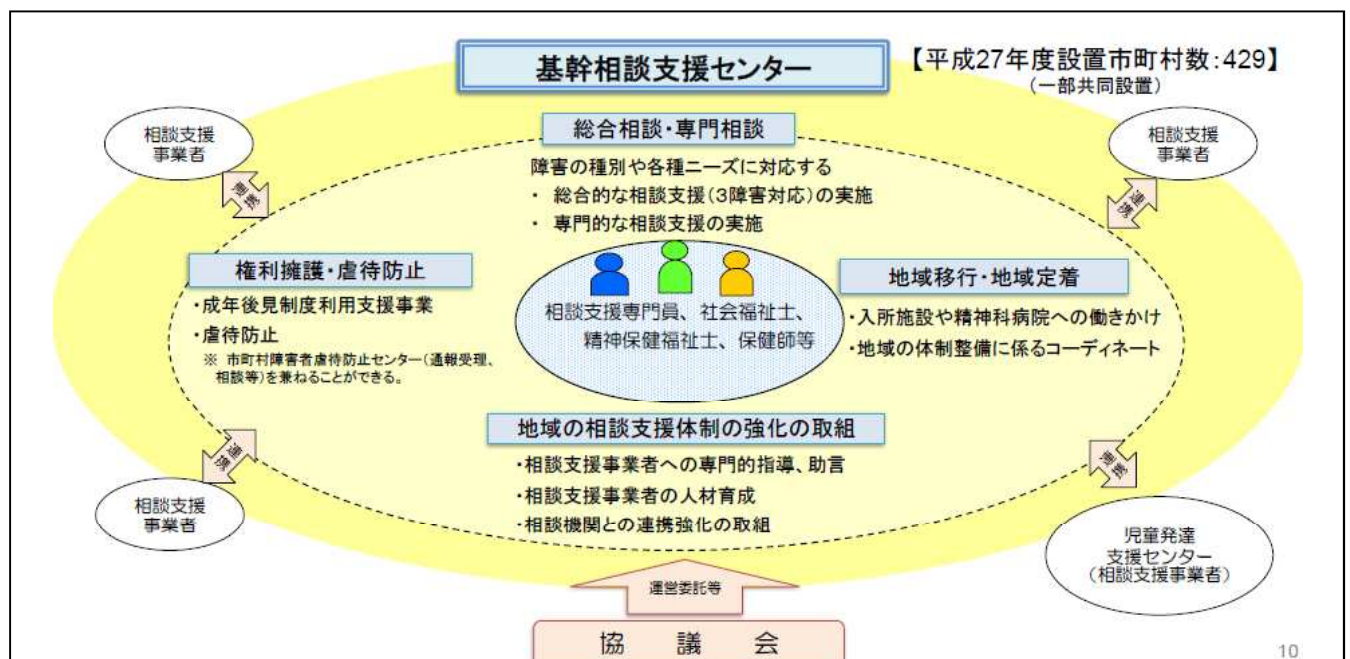 基幹相談支援センター
【平成27年度設置市町村数:429】
(一部共同設置)
相談支援
事業者
連携
総合相談・専門相談
障害の種別や各種ニーズに対応する
・ 総合的な相談支援(3障害対応)の実施
・ 専門的な相談支援の実施
相談支援
事業者
連携
権利擁護・虐待防止
・成年後見制度利用支援事業
・虐待防止
※ 市町村障害者虐待防止センター(通報受理、
相談等)を兼ねることができる。
相談支援専門員、社会福祉士、
精神保健福祉士、保健師等
地域移行・地域定着
・入所施設や精神科病院への働きかけ
・地域の体制整備に係るコーディネート
地域の相談支援体制の強化の取組
・相談支援事業者への専門的指導、助言
・相談支援事業者の人材育成
・相談機関との連携強化の取組
連携
相談支援
事業者
連携
児童発達
支援センター
(相談支援事業者)
運営委託等
協 議 会
10